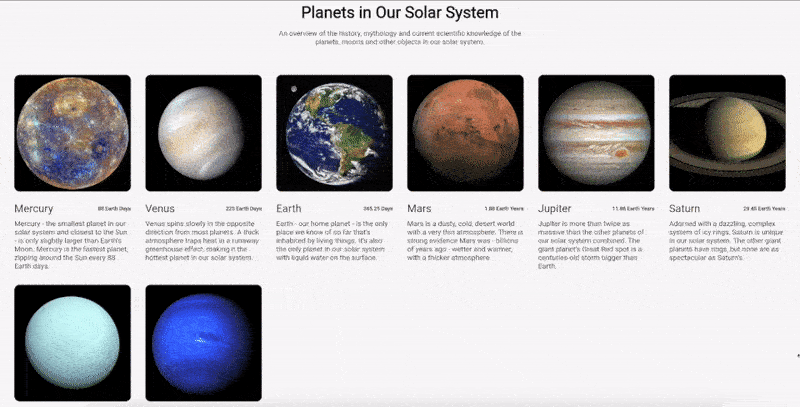 Planets in Our Solar System
An overview of the history, mythology and current scientific knowledge of the
planets, moons and other objects in our solar system.
Mercury 88 Earth Days
Mercury - the smallest planet in our
solar system and closest to the Sun
- is only slightly larger than Earth's
Moon. Mercury is the fastest planet,
zipping around the Sun every 88
Earth days.
Venus 225 Earth Days
Venus spins slowly in the opposite
direction from most planets. A thick
atmosphere traps heat in a runaway
greenhouse effect, making it the
hottest planet in our solar system.
Earth 365.25 Days
Earth - our home planet - is the only
place we know of so far that's
inhabited by living things. It's also
the only planet in our solar system
with liquid water on the surface.
Mars 1.88 Earth Years
Mars is a dusty, cold, desert world
with a very thin atmosphere. There is
strong evidence Mars was - billions
of years ago - wetter and warmer,
with a thicker atmosphere.
Jupiter 11.86 Earth Years
Jupiter is more than twice as
massive than the other planets of
our solar system combined. The
giant planet's Great Red spot is a
centuries-old storm bigger than
Earth.
Saturn 29.45 Earth Years
Adorned with a dazzling, complex
system of icy rings, Saturn is unique
in our solar system. The other giant
planets have rings, but none are as
spectacular as Saturn's.